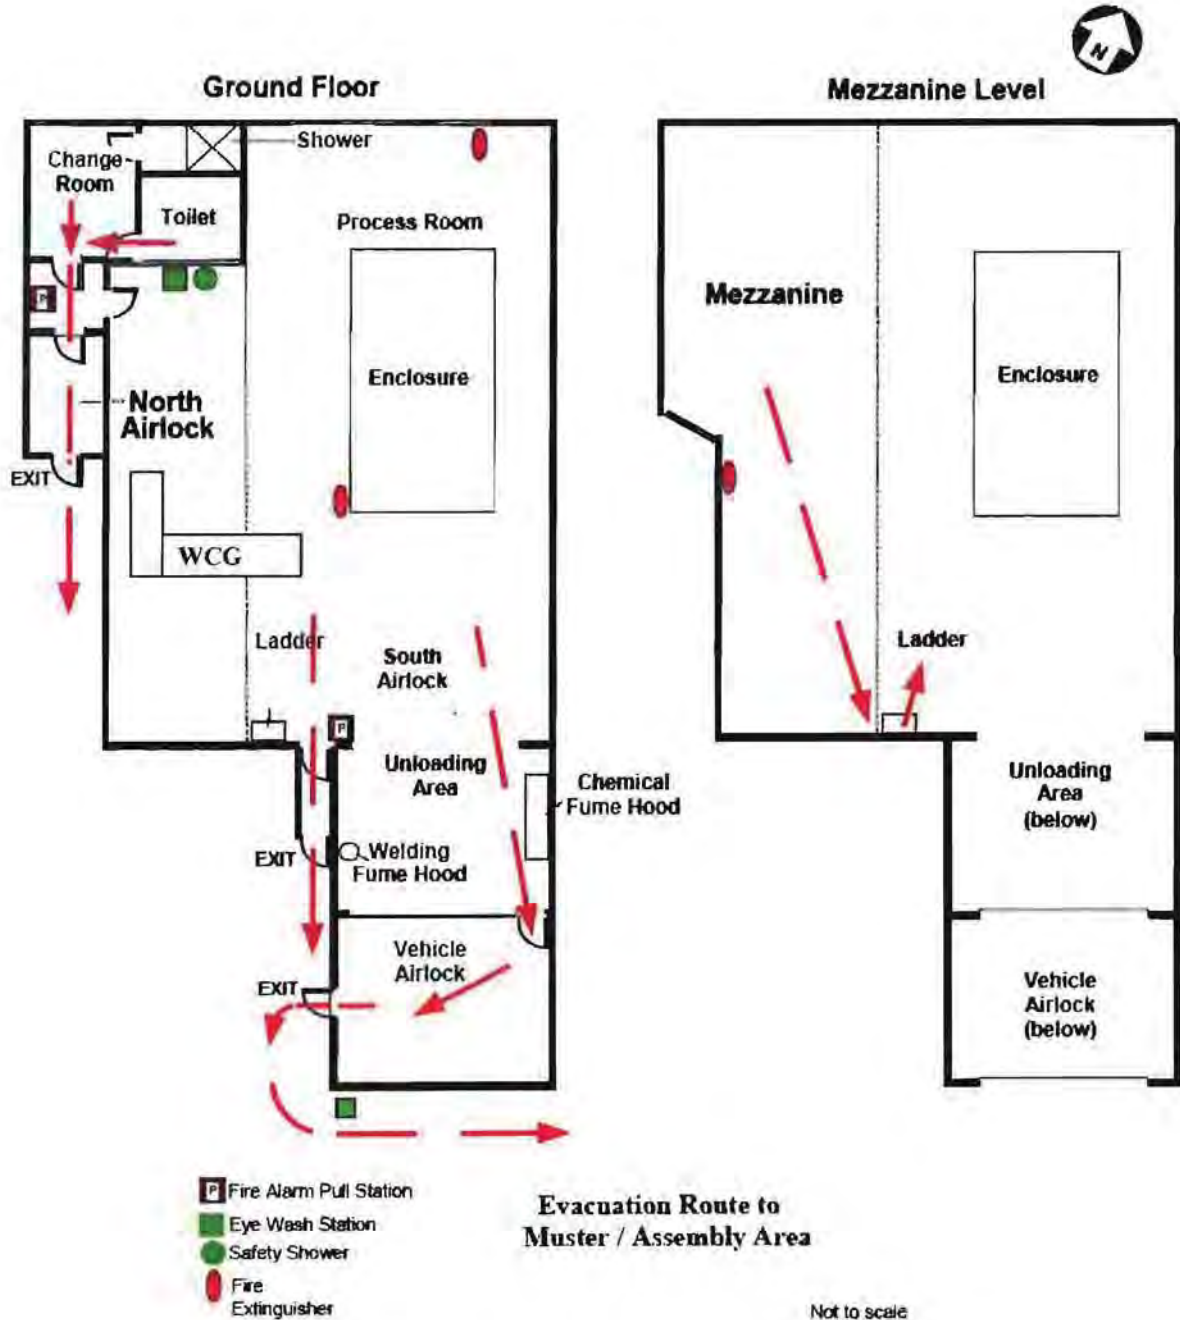 N
Ground Floor
Mezzanine Level
Shower
Change
Room
Toilet
Process Room
P
Mezzanine
Enclosure
Enclosure
North
Airlock
EXIT
WCG
Ladder
South
Airlock
Ladder
P
Unloading
Area
Chemical
Fume Hood
Unloading
Area
(below)
EXIT
Welding
Fume Hood
Vehicle
Airlock
EXIT
Vehicle
Airlock
(below)
P Fire Alarm Pull Station
Eye Wash Station
Safety Shower
Fire
Extinguisher
Evacuation Route to
Muster / Assembly Area
Not to scale